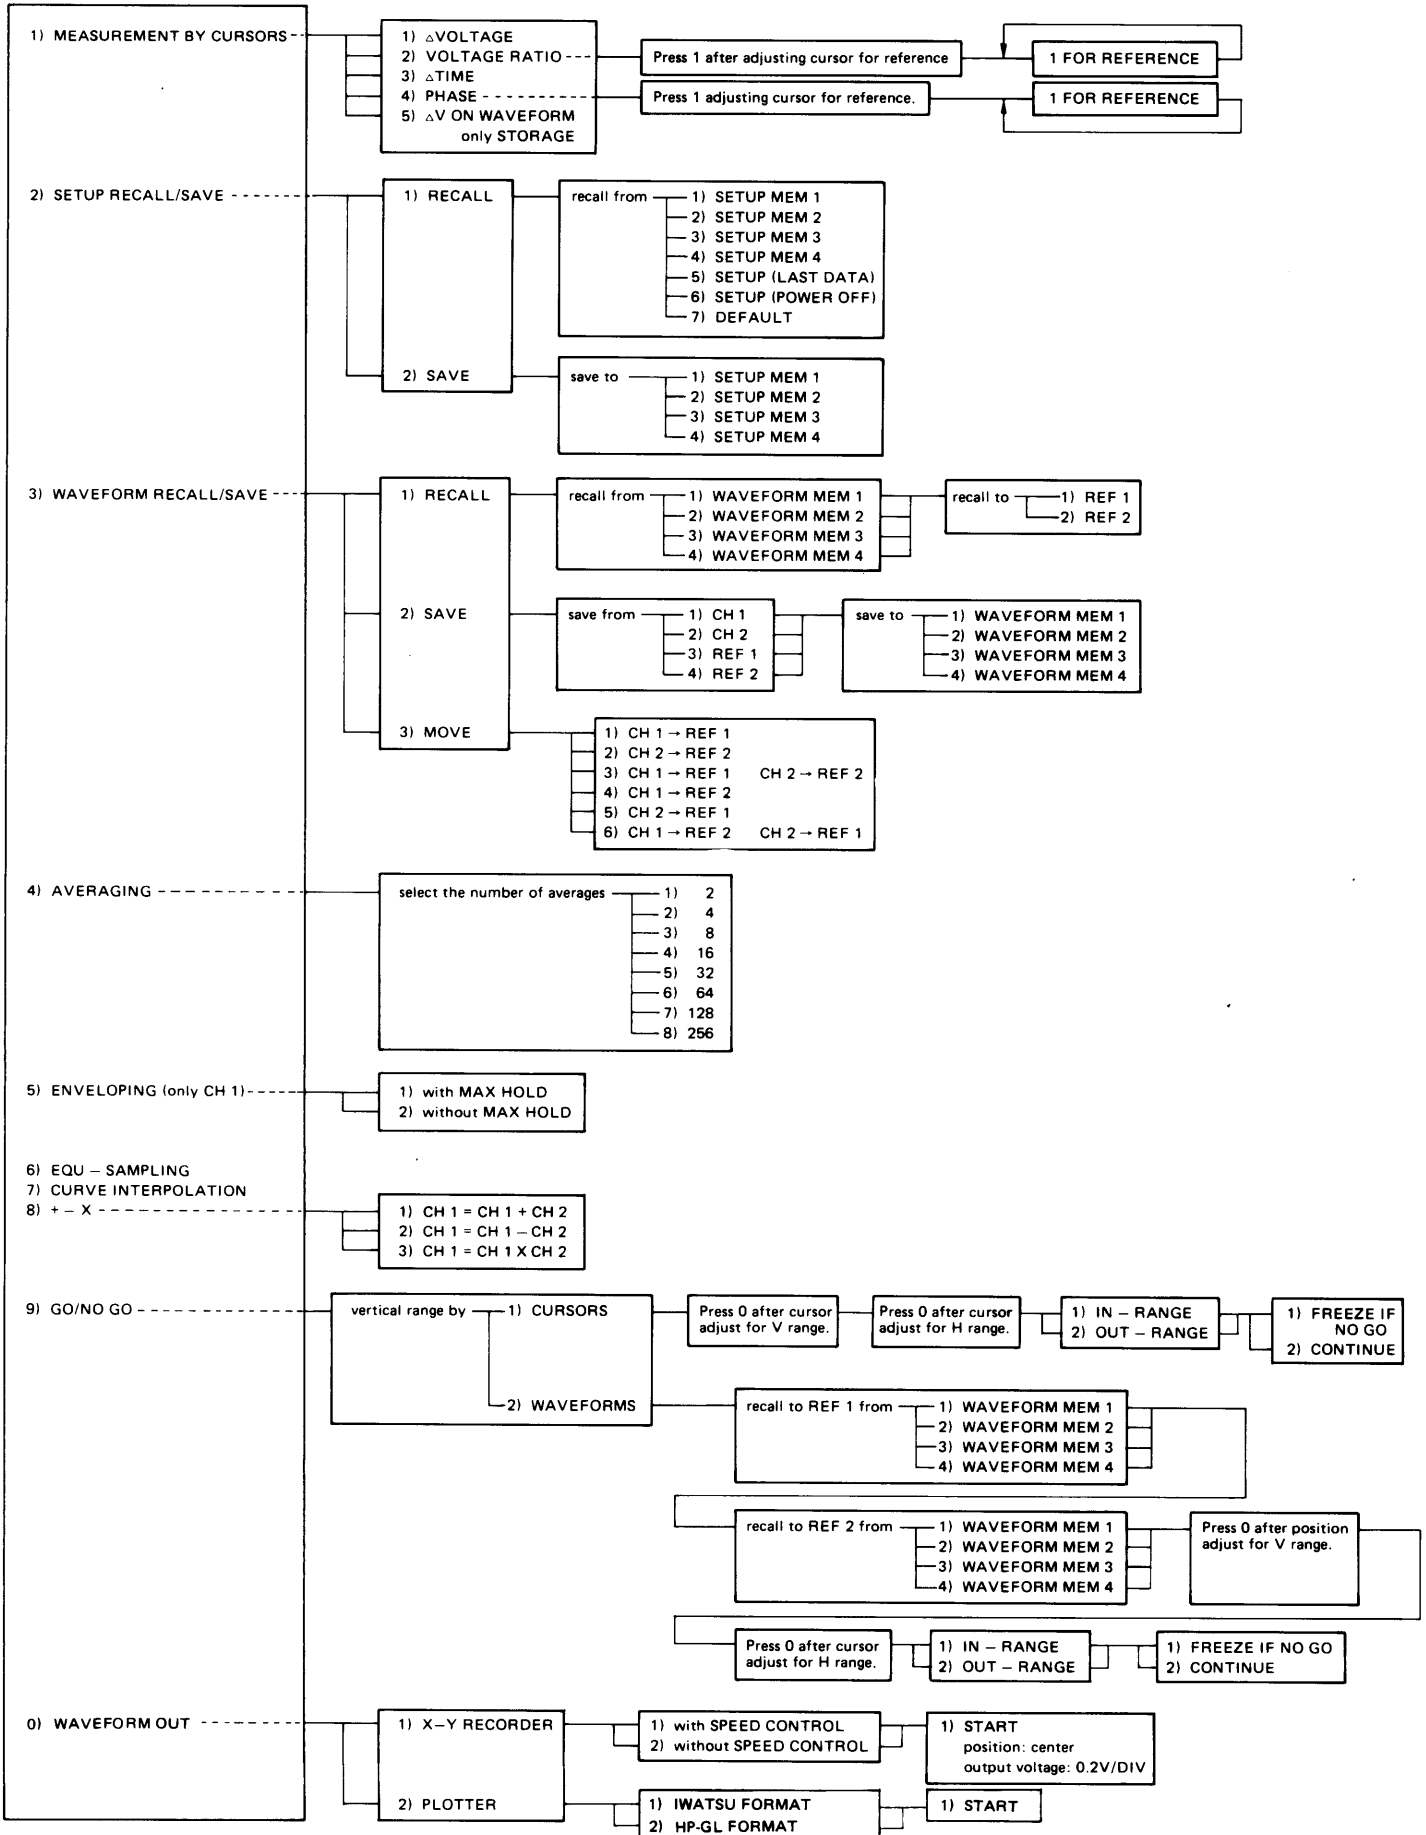 1) MEASUREMENT BY CURSORS
1) △VOLTAGE
2) VOLTAGE RATIO
3) △TIME
4) PHASE
5) △V ON WAVEFORM
only STORAGE
Press 1 after adjusting cursor for reference
1 FOR REFERENCE
Press 1 adjusting cursor for reference.
1 FOR REFERENCE
2) SETUP RECALL/SAVE
1) RECALL
recall from
1) SETUP MEM 1
2) SETUP MEM 2
3) SETUP MEM 3
4) SETUP MEM 4
5) SETUP (LAST DATA)
6) SETUP (POWER OFF)
7) DEFAULT
2) SAVE
save to
1) SETUP MEM 1
2) SETUP MEM 2
3) SETUP MEM 3
4) SETUP MEM 4
3) WAVEFORM RECALL/SAVE
1) RECALL
recall from
1) WAVEFORM MEM 1
2) WAVEFORM MEM 2
3) WAVEFORM MEM 3
4) WAVEFORM MEM 4
recall to
1) REF 1
2) REF 2
2) SAVE
save from
1) CH 1
2) CH 2
3) REF 1
4) REF 2
save to
1) WAVEFORM MEM 1
2) WAVEFORM MEM 2
3) WAVEFORM MEM 3
4) WAVEFORM MEM 4
3) MOVE
1) CH 1 → REF 1
2) CH 2 → REF 2
3) CH 1 → REF 1 CH 2 → REF 2
4) CH 1 → REF 2
5) CH 2 → REF 1
6) CH 1 → REF 2 CH 2 → REF 1
4) AVERAGING
select the number of averages
1) 2
2) 4
3) 8
4) 16
5) 32
6) 64
7) 128
8) 256
5) ENVELOPING (only CH 1)
1) with MAX HOLD
2) without MAX HOLD
6) EQU – SAMPLING
7) CURVE INTERPOLATION
8) + – X
1) CH 1 = CH 1 + CH 2
2) CH 1 = CH 1 – CH 2
3) CH 1 = CH 1 X CH 2
9) GO/NO GO
vertical range by
1) CURSORS
Press 0 after cursor
adjust for V range.
Press 0 after cursor
adjust for H range.
1) IN – RANGE
2) OUT – RANGE
1) FREEZE IF
NO GO
2) CONTINUE
2) WAVEFORMS
recall to REF 1 from
1) WAVEFORM MEM 1
2) WAVEFORM MEM 2
3) WAVEFORM MEM 3
4) WAVEFORM MEM 4
recall to REF 2 from
1) WAVEFORM MEM 1
2) WAVEFORM MEM 2
3) WAVEFORM MEM 3
4) WAVEFORM MEM 4
Press 0 after position
adjust for V range.
Press 0 after cursor
adjust for H range.
1) IN – RANGE
2) OUT – RANGE
1) FREEZE IF NO GO
2) CONTINUE
0) WAVEFORM OUT
1) X–Y RECORDER
1) with SPEED CONTROL
2) without SPEED CONTROL
1) START
position: center
output voltage: 0.2V/DIV
2) PLOTTER
1) IWATSU FORMAT
2) HP-GL FORMAT
1) START